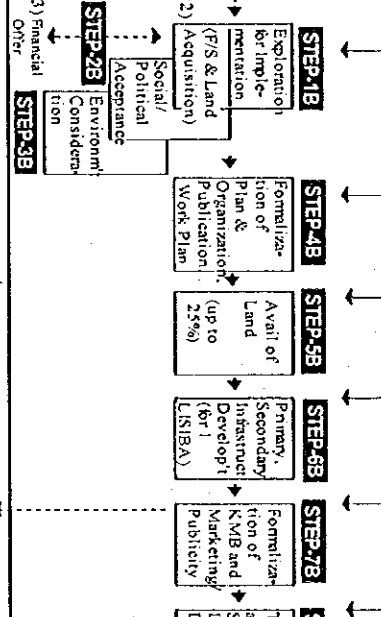 STEP-1B
Exploration
for Imple-
mentation
(F/S & Land
Acquisition)
2)
STEP-2B
Social/
Political
Acceptance
3) Financial
Offer
STEP-3B
Environm't
Considera-
tion
STEP-4B
Formaliza-
tion of
Plan &
Organization,
Publication,
Work Plan
STEP-5B
Avail of
Land
(up to
25%)
STEP-6B
Primary,
Secondary
Infrastruct
Develop't
(for 1
LISIBA)
STEP-7B
Formaliza-
tion of
KMB and
Marketing/
Publicity